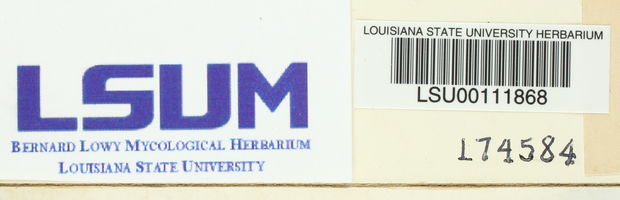 LOUISIANA STATE UNIVERSITY HERBARIUM
LSU00111868
LSUM
BERNARD LOWY MYCOLOGICAL HERBARIUM
LOUISIANA STATE UNIVERSITY
174584